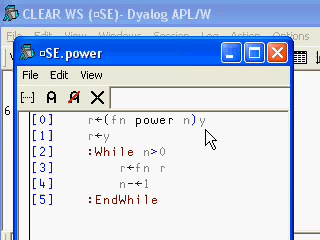 CLEAR WS (¤SE)- Dyalog APL/W
File Edit View Windows Session Log Action Options
¤SE.power
File Edit View
[0] r←(fn power n)y
[1] r←y
[2] :While n>0
[3] r←fn r
[4] n-←1
[5] :EndWhile
6